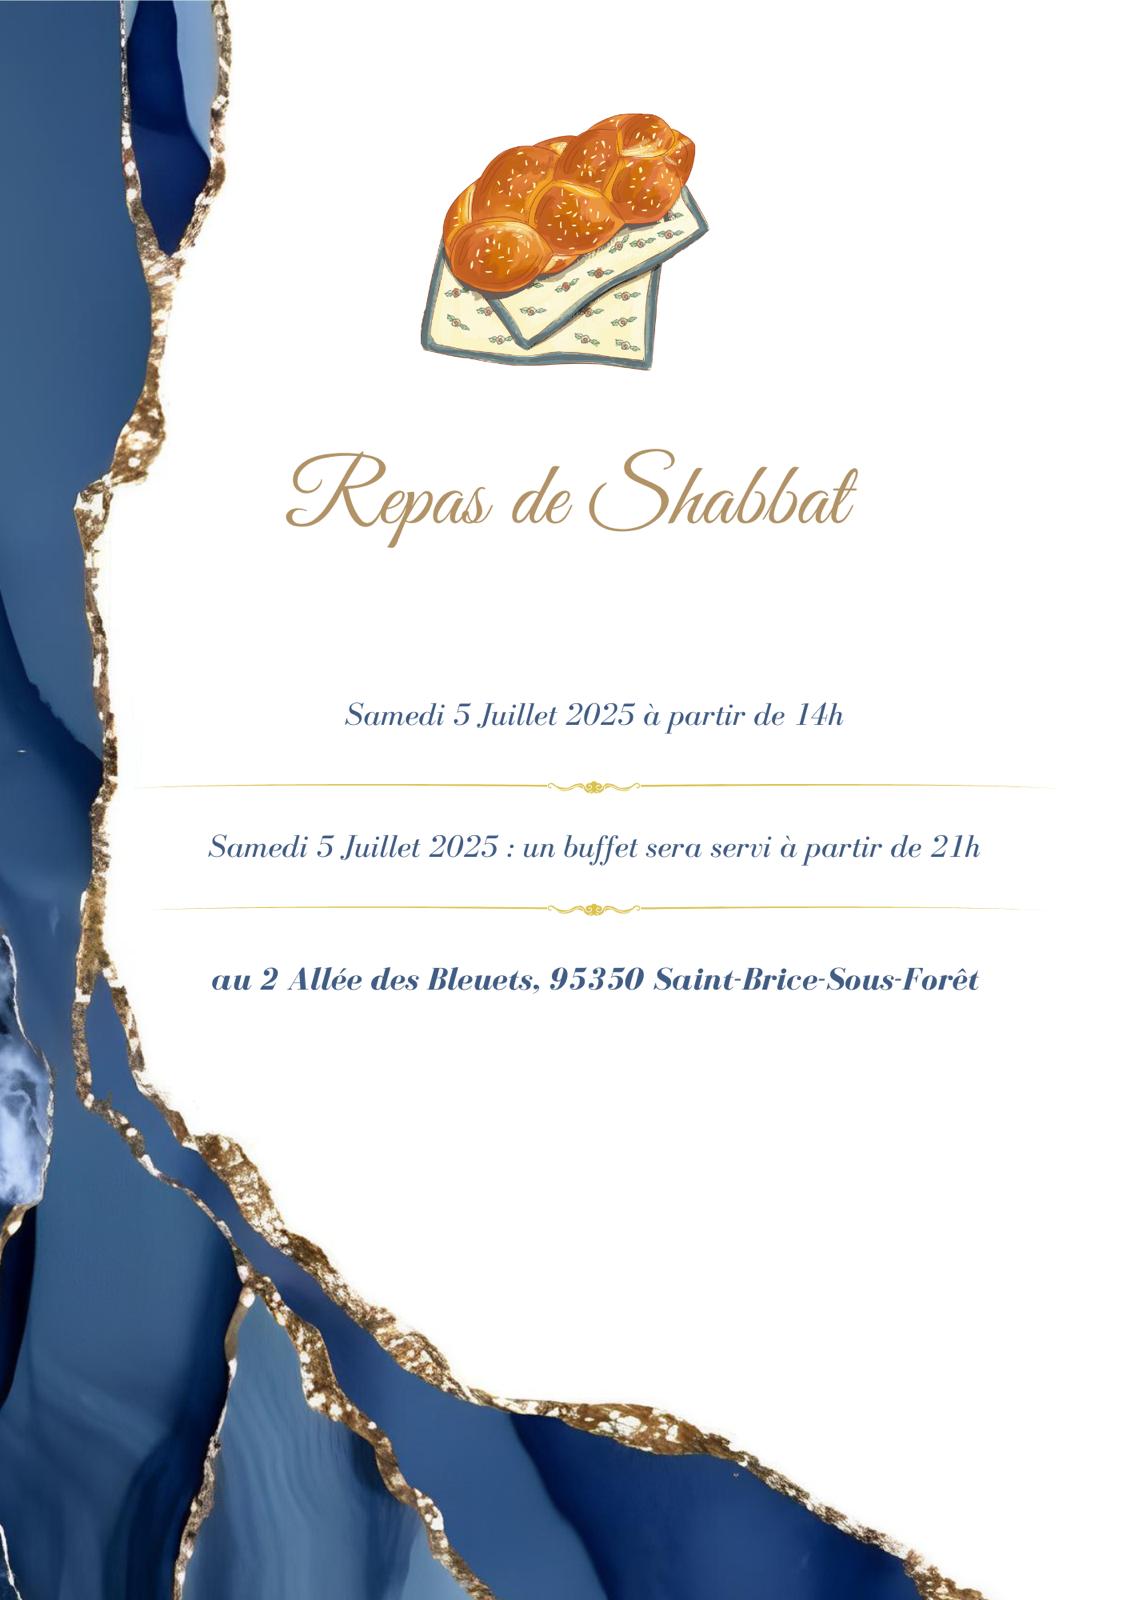 Repas de Shabbat
Samedi 5 Juillet 2025 à partir de 14h
Samedi 5 Juillet 2025 : un buffet sera servi à partir de 21h
au 2 Allée des Bleuets, 95350 Saint-Brice-Sous-Forêt